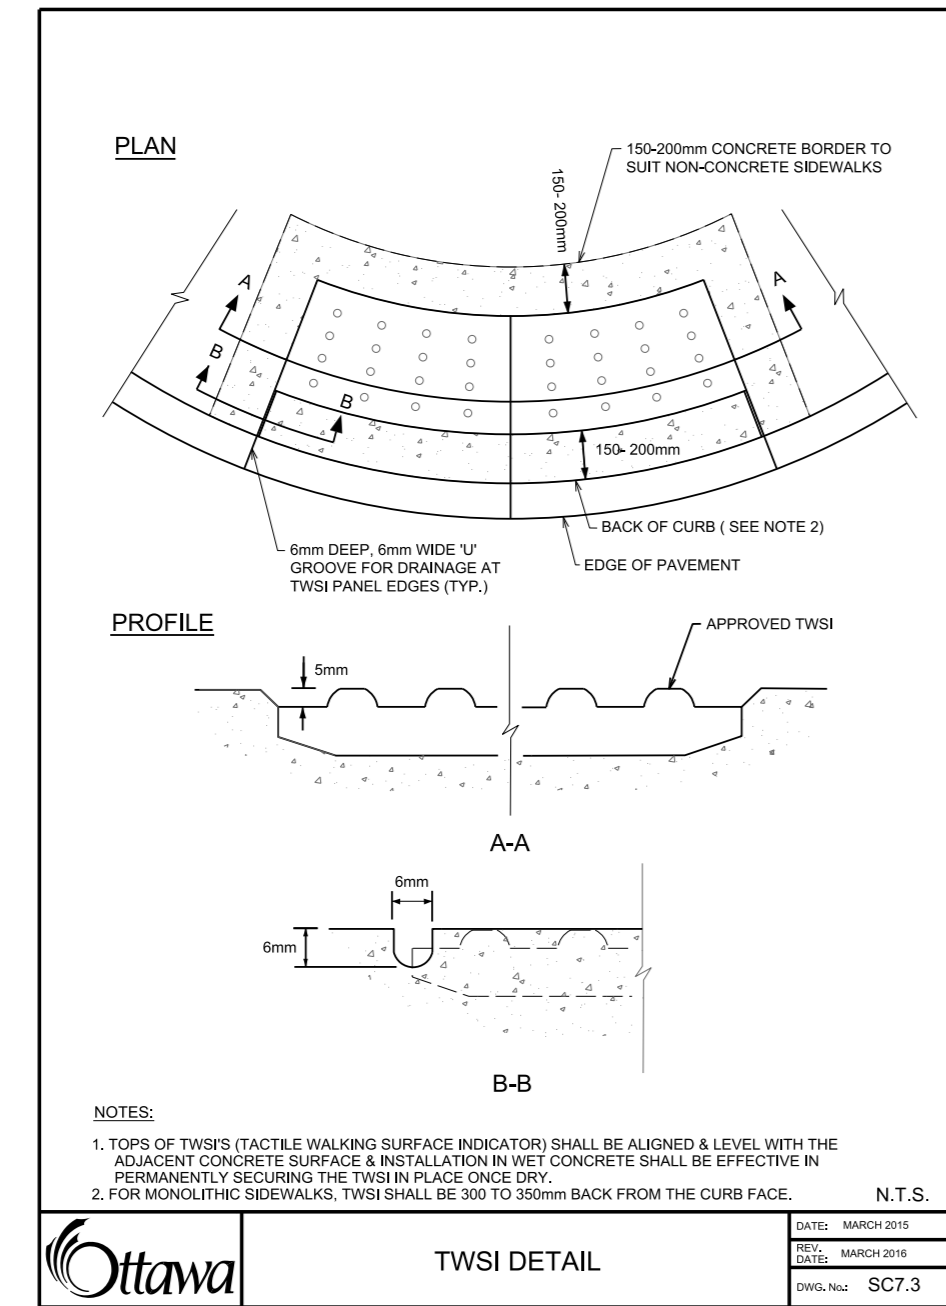 PLAN
150-200mm CONCRETE BORDER TO
SUIT NON-CONCRETE SIDEWALKS
150- 200mm
A
A
B
B
150- 200mm
BACK OF CURB ( SEE NOTE 2)
EDGE OF PAVEMENT
6mm DEEP, 6mm WIDE 'U'
GROOVE FOR DRAINAGE AT
TWSI PANEL EDGES (TYP.)
PROFILE
APPROVED TWSI
5mm
A-A
6mm
6mm
B-B
NOTES:
1. TOPS OF TWSI'S (TACTILE WALKING SURFACE INDICATOR) SHALL BE ALIGNED & LEVEL WITH THE
ADJACENT CONCRETE SURFACE & INSTALLATION IN WET CONCRETE SHALL BE EFFECTIVE IN
PERMANENTLY SECURING THE TWSI IN PLACE ONCE DRY.
2. FOR MONOLITHIC SIDEWALKS, TWSI SHALL BE 300 TO 350mm BACK FROM THE CURB FACE.
N.T.S.
Ottawa
TWSI DETAIL
DATE: MARCH 2015
REV.
DATE: MARCH 2016
DWG. No.: SC7.3